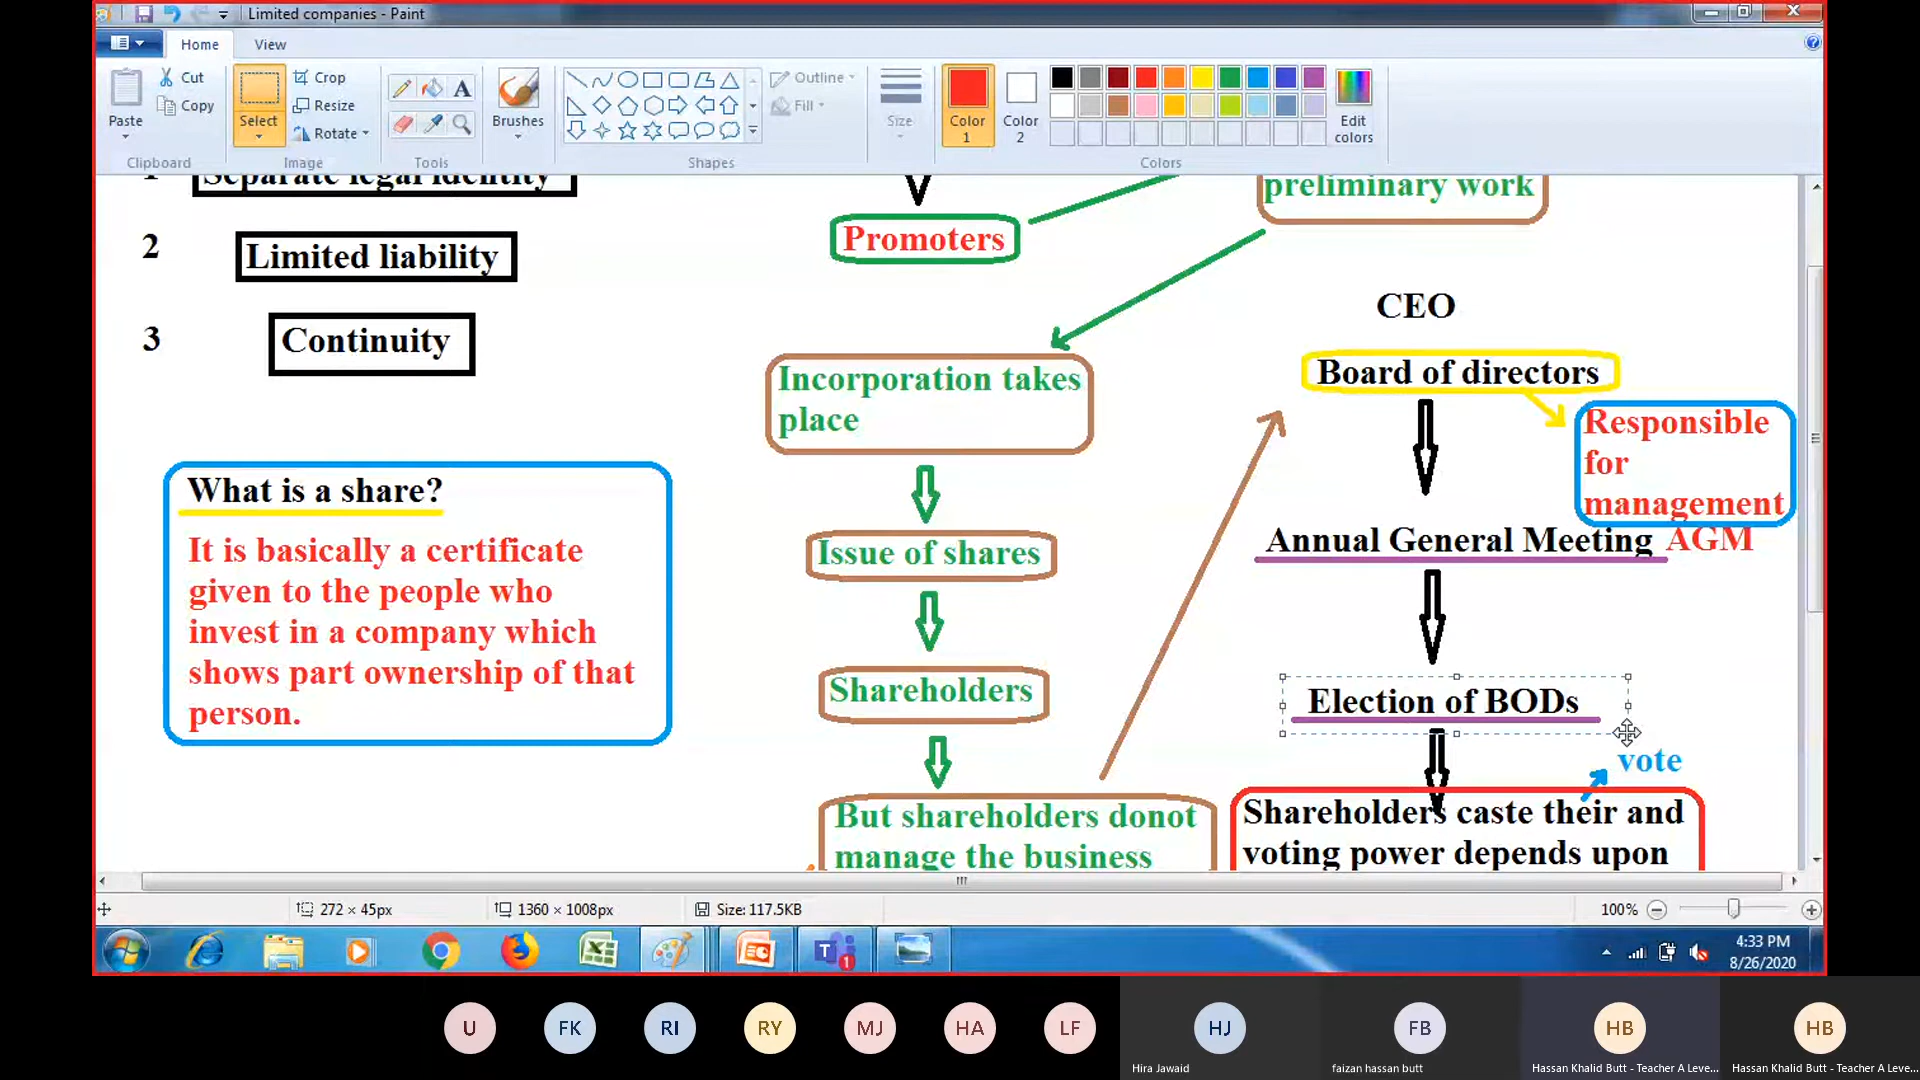 Limited companies - Paint
Home
View
Paste
Cut
Copy
Clipboard
Select
Crop
Resize
Rotate
Image
A
Tools
Brushes
Outline
Fill
Shapes
Size
Color
1
Color
2
Edit
colors
Colors
1
Separate legal identity
2
Limited liability
3
Continuity
What is a share?
It is basically a certificate
given to the people who
invest in a company which
shows part ownership of that
person.
Promoters
preliminary work
Incorporation takes
place
Issue of shares
Shareholders
But shareholders donot
manage the business
CEO
Board of directors
Responsible
for
management
Annual General Meeting AGM
Election of BODs
vote
Shareholders caste their and
voting power depends upon
272 × 45px
1360 × 1008px
Size: 117.5KB
100%
T
1
4:33 PM
8/26/2020
U
FK
RI
RY
MJ
HA
LF
HJ
FB
HB
HB
Hira Jawaid
faizan hassan butt
Hassan Khalid Butt - Teacher A Leve...
Hassan Khalid Butt - Teacher A Leve...